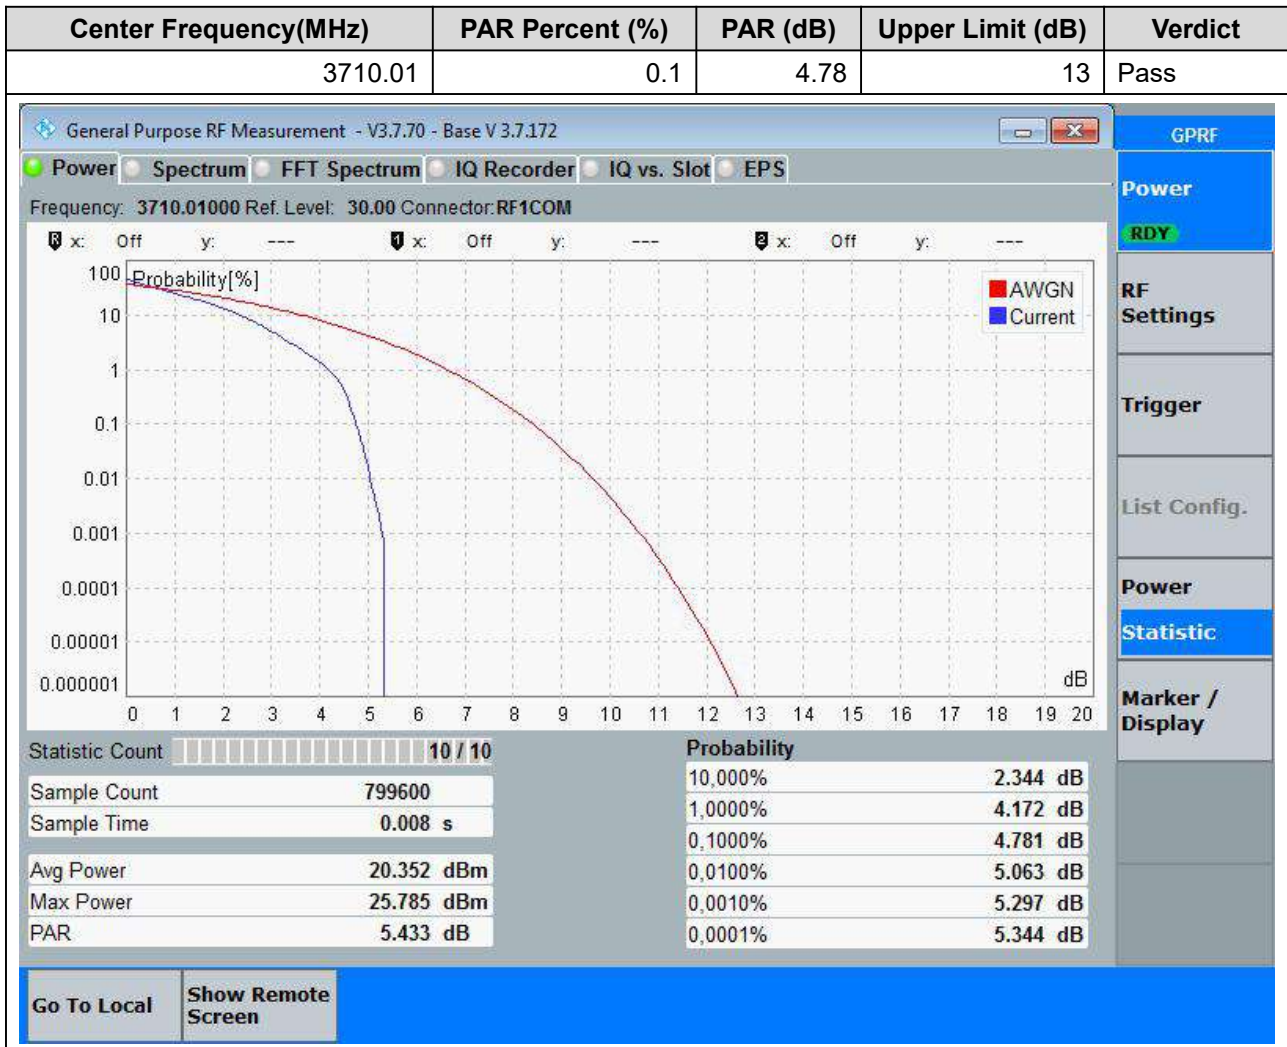 Center Frequency(MHz) PAR Percent (%) PAR (dB) Upper Limit (dB) Verdict
3710.01 0.1 4.78 13 Pass
General Purpose RF Measurement - V3.7.70 - Base V 3.7.172
GPRF
Power Spectrum FFT Spectrum IQ Recorder IQ vs. Slot EPS
Power
RDY
Frequency: 3710.01000 Ref. Level: 30.00 Connector:RF1COM
R x: Off y: --- 1 x: Off y: --- 2 x: Off y: ---
Probability[%]
AWGN
Current
100
10
1
0.1
0.01
0.001
0.0001
0.00001
0.000001
dB
0 1 2 3 4 5 6 7 8 9 10 11 12 13 14 15 16 17 18 19 20
RF
Settings
Trigger
List Config.
Power
Statistic
Marker /
Display
Statistic Count 10 / 10
Sample Count 799600
Sample Time 0.008 s
Avg Power 20.352 dBm
Max Power 25.785 dBm
PAR 5.433 dB
Probability
10,000% 2.344 dB
1,0000% 4.172 dB
0,1000% 4.781 dB
0,0100% 5.063 dB
0,0010% 5.297 dB
0,0001% 5.344 dB
Go To Local
Show Remote
Screen